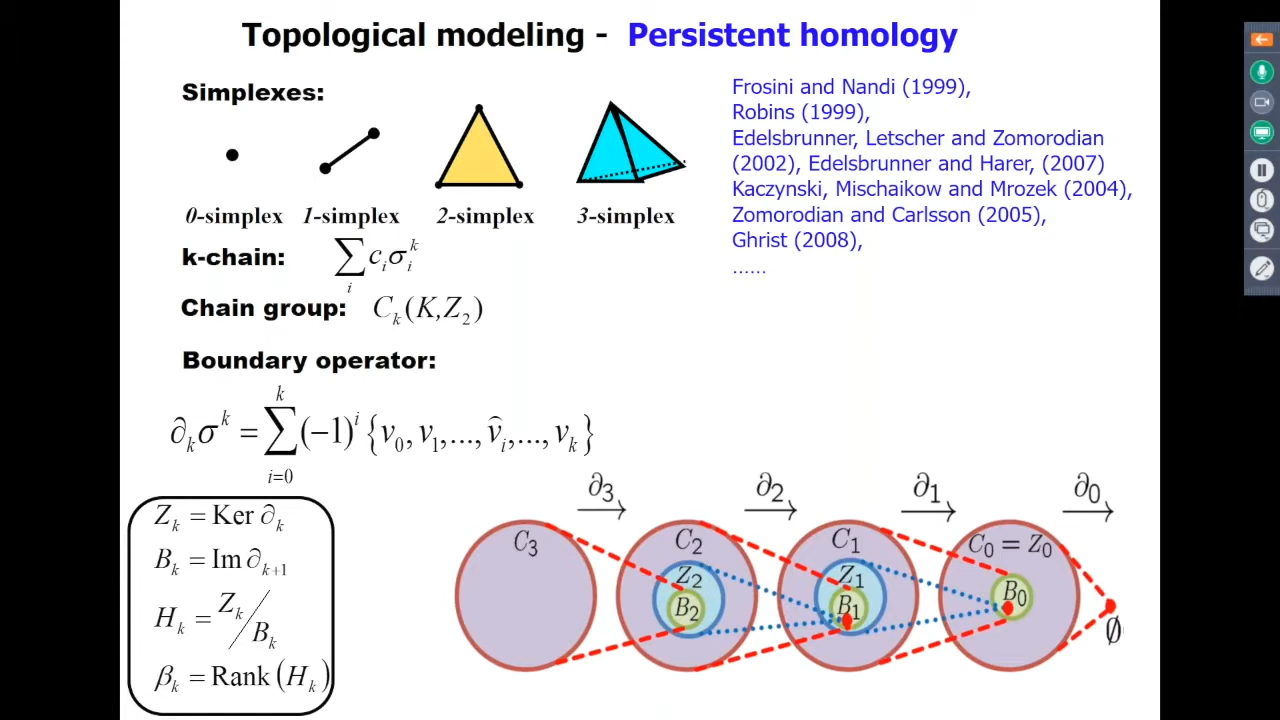 Topological modeling - Persistent homology
Simplexes:
0-simplex 1-simplex 2-simplex 3-simplex
Frosini and Nandi (1999),
Robins (1999),
Edelsbrunner, Letscher and Zomorodian
(2002), Edelsbrunner and Harer, (2007)
Kaczynski, Mischaikow and Mrozek (2004),
Zomorodian and Carlsson (2005),
Ghrist (2008),
......
k-chain: ∑_i c_i σ_i^k
Chain group: C_k(K,Z_2)
Boundary operator:
∂_k σ^k = ∑_{i=0}^{k} (−1)^i {v_0, v_1,..., v̂_i,..., v_k}
Z_k = Ker ∂_k
B_k = Im ∂_{k+1}
H_k = Z_k / B_k
β_k = Rank (H_k)
∂_3 ∂_2 ∂_1 ∂_0
C_3 C_2 C_1 C_0 = Z_0
Z_2 Z_1
B_2 B_1 B_0
∅